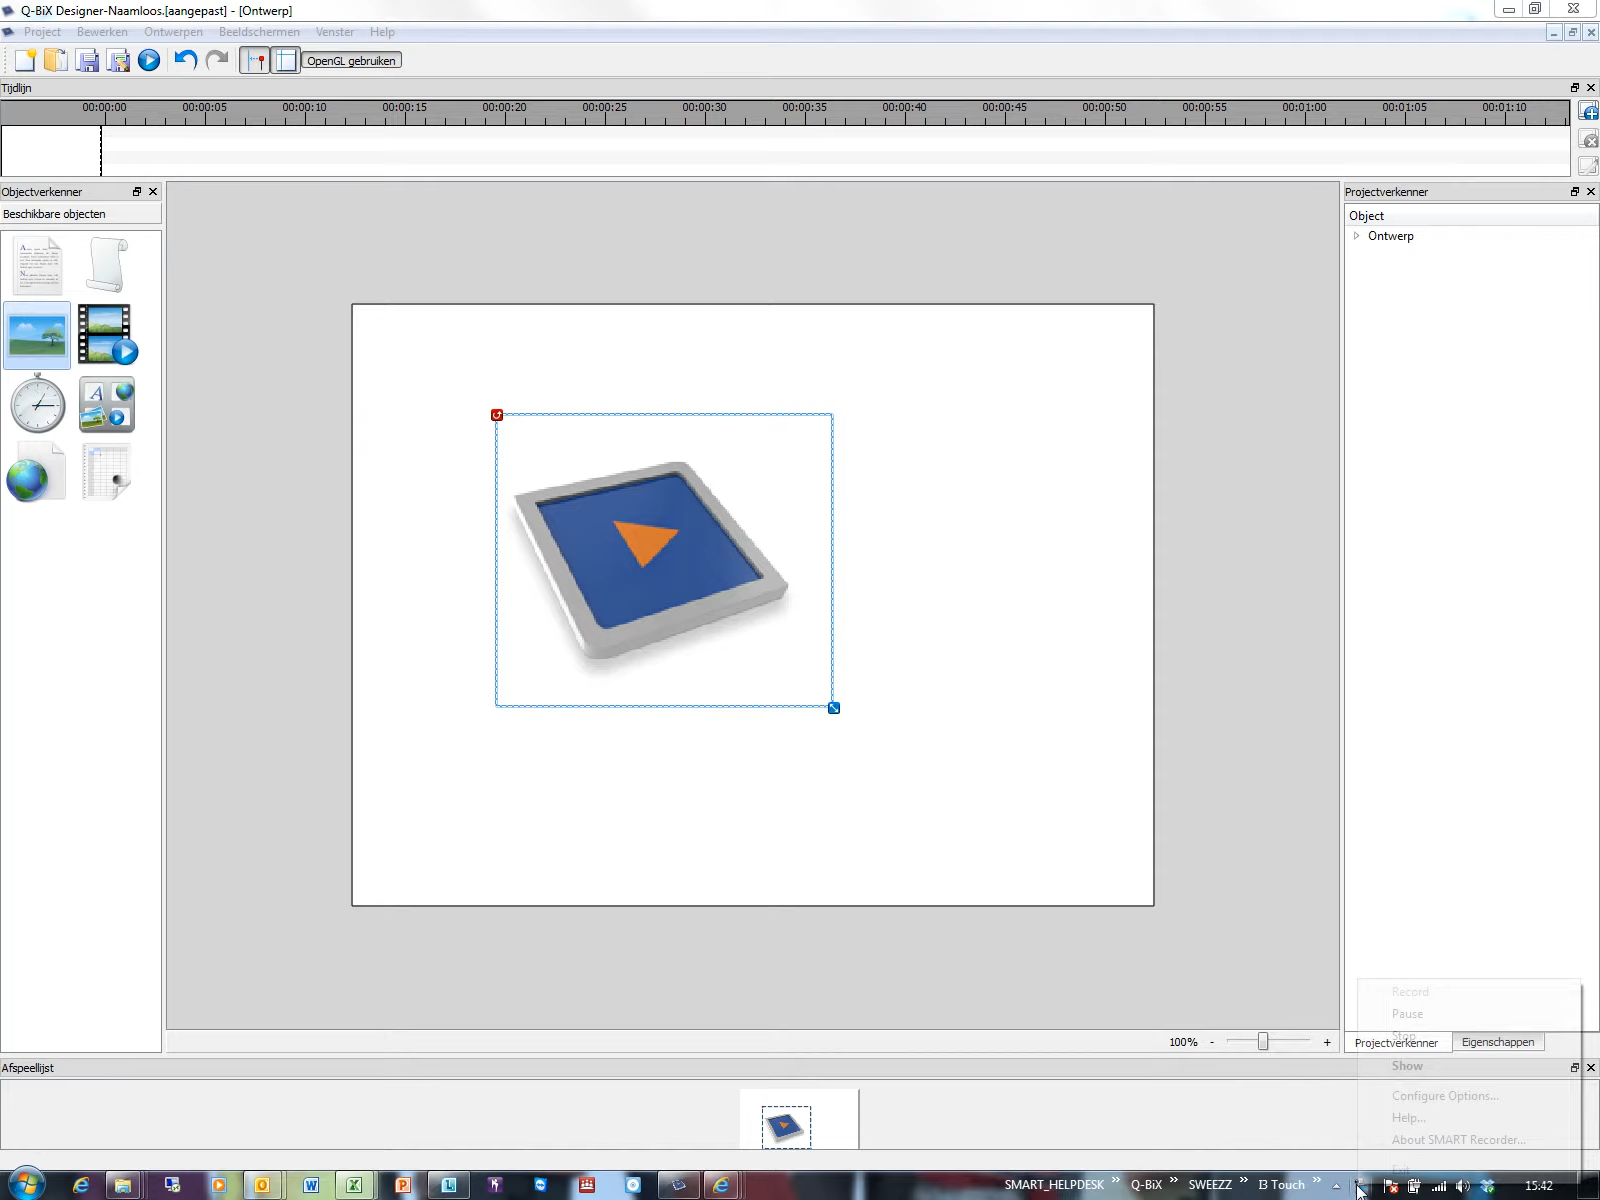 Q-BiX Designer-Naamloos.[aangepast] - [Ontwerp]
Project Bewerken Ontwerpen Beeldschermen Venster Help
OpenGL gebruiken
Tijdlijn
00:00:00 00:00:05 00:00:10 00:00:15 00:00:20 00:00:25 00:00:30 00:00:35 00:00:40 00:00:45 00:00:50 00:00:55 00:01:00 00:01:05 00:01:10
Objectverkenner
Beschikbare objecten
Projectverkenner
Object
Ontwerp
100% - +
Projectverkenner Eigenschappen
Record
Pause
Stop
Show
Configure Options...
Help...
About SMART Recorder...
Exit
Afspeellijst
SMART_HELPDESK » Q-BiX » SWEEZZ » I3 Touch » 15:42